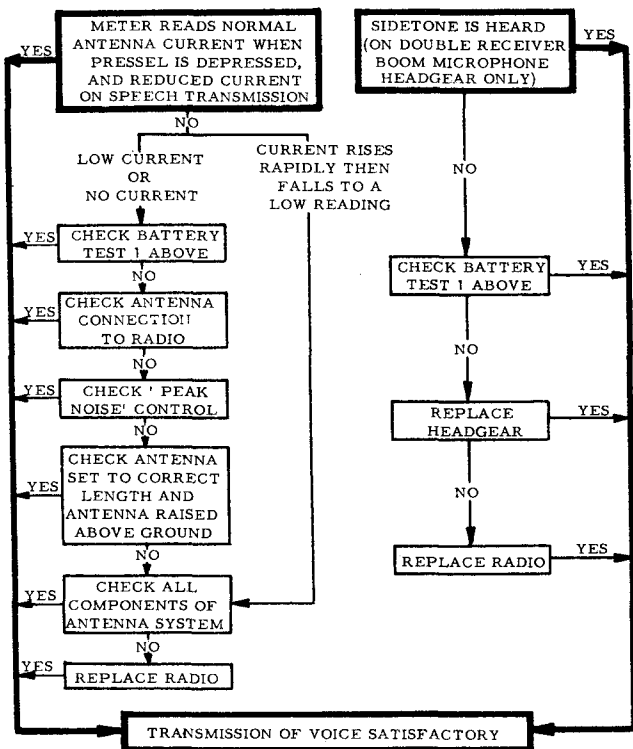 METER READS NORMAL
ANTENNA CURRENT WHEN
PRESSEL IS DEPRESSED,
AND REDUCED CURRENT
ON SPEECH TRANSMISSION
YES
NO
LOW CURRENT
OR
NO CURRENT
CURRENT RISES
RAPIDLY THEN
FALLS TO A
LOW READING
YES
CHECK BATTERY
TEST 1 ABOVE
NO
YES
CHECK ANTENNA
CONNECTION
TO RADIO
NO
YES
CHECK ' PEAK
NOISE' CONTROL
NO
YES
CHECK ANTENNA
SET TO CORRECT
LENGTH AND
ANTENNA RAISED
ABOVE GROUND
NO
YES
CHECK ALL
COMPONENTS OF
ANTENNA SYSTEM
NO
YES
REPLACE RADIO
SIDETONE IS HEARD
(ON DOUBLE RECEIVER
BOOM MICROPHONE
HEADGEAR ONLY)
YES
NO
CHECK BATTERY
TEST 1 ABOVE
YES
NO
REPLACE
HEADGEAR
YES
NO
REPLACE RADIO
YES
TRANSMISSION OF VOICE SATISFACTORY